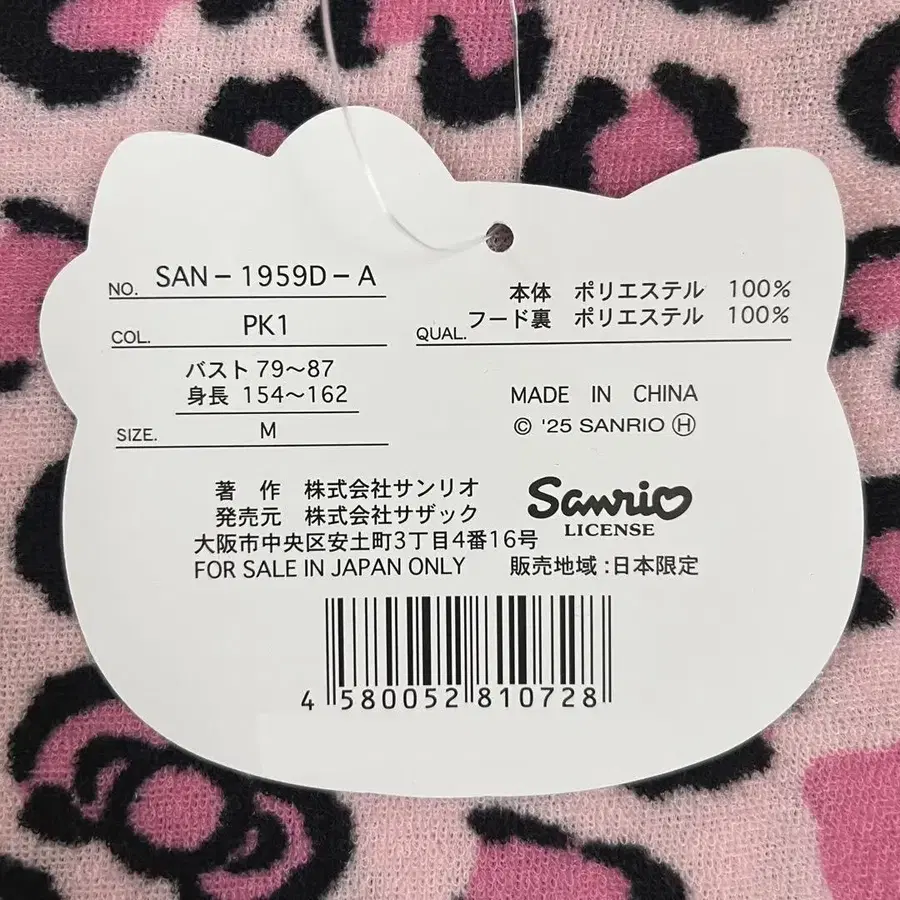 NO. SAN-1959D-A
COL. PK1
バスト 79〜87
身長 154〜162
SIZE. M
本体 ポリエステル 100%
QUAL. フード裏 ポリエステル 100%
MADE IN CHINA
© '25 SANRIO Ⓗ
著 作 株式会社サンリオ
発売元 株式会社サザック
Sanrio
LICENSE
大阪市中央区安土町3丁目4番16号
FOR SALE IN JAPAN ONLY 販売地域:日本限定
4 580052 810728